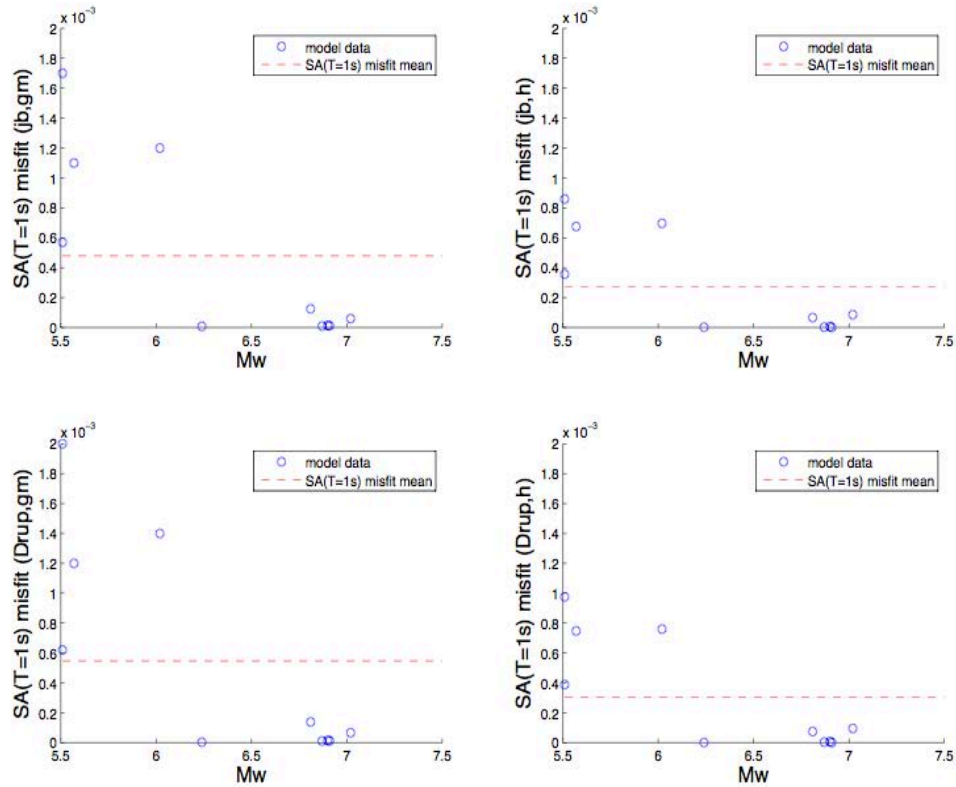 x 10⁻³
2
1.8
1.6
1.4
1.2
1
0.8
0.6
0.4
0.2
0
SA(T=1s) misfit (jb,gm)
model data
SA(T=1s) misfit mean
5.5 6 6.5 7 7.5
Mw
x 10⁻³
2
1.8
1.6
1.4
1.2
1
0.8
0.6
0.4
0.2
0
SA(T=1s) misfit (jb,h)
model data
SA(T=1s) misfit mean
5.5 6 6.5 7 7.5
Mw
x 10⁻³
2
1.8
1.6
1.4
1.2
1
0.8
0.6
0.4
0.2
0
SA(T=1s) misfit (Drup,gm)
model data
SA(T=1s) misfit mean
5.5 6 6.5 7 7.5
Mw
x 10⁻³
2
1.8
1.6
1.4
1.2
1
0.8
0.6
0.4
0.2
0
SA(T=1s) misfit (Drup,h)
model data
SA(T=1s) misfit mean
5.5 6 6.5 7 7.5
Mw